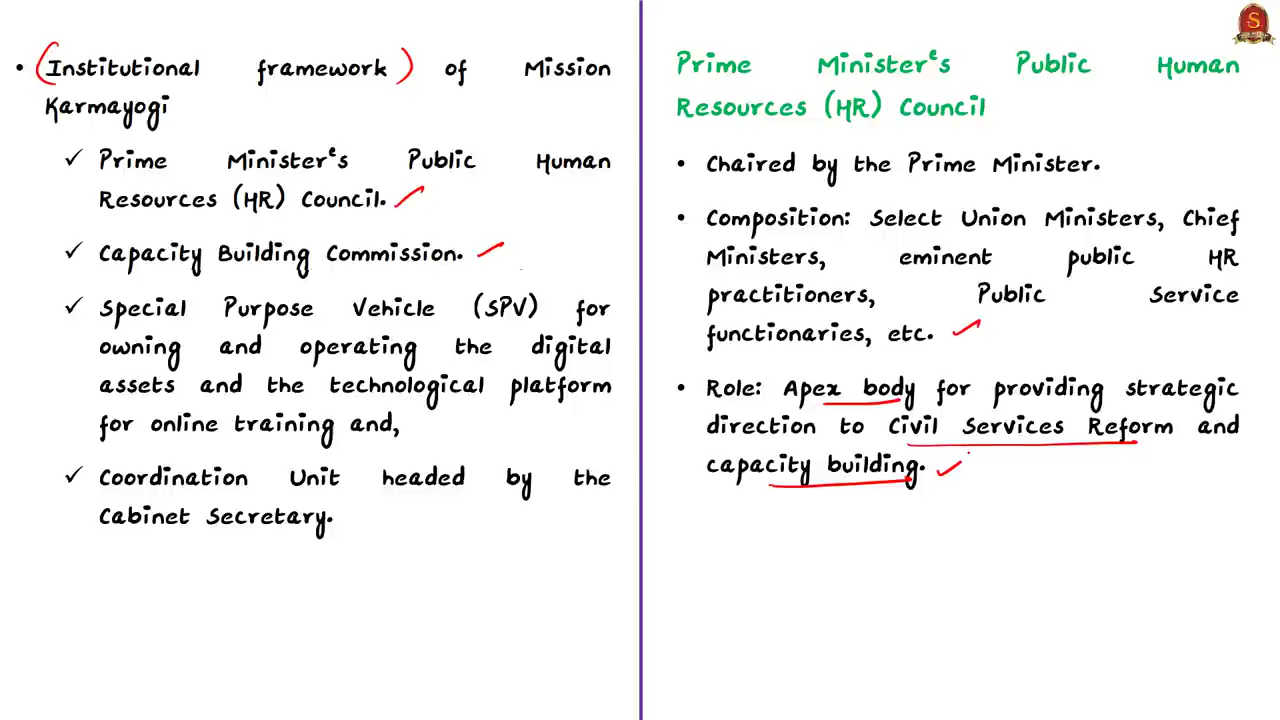 • Institutional framework of Mission
Karmayogi
✓ Prime Minister's Public Human
Resources (HR) Council.
✓ Capacity Building Commission.
✓ Special Purpose Vehicle (SPV) for
owning and operating the digital
assets and the technological platform
for online training and,
✓ Coordination Unit headed by the
Cabinet Secretary.
Prime Minister's Public Human
Resources (HR) Council
• Chaired by the Prime Minister.
• Composition: Select Union Ministers, Chief
Ministers, eminent public HR
practitioners, Public Service
functionaries, etc.
• Role: Apex body for providing strategic
direction to Civil Services Reform and
capacity building.